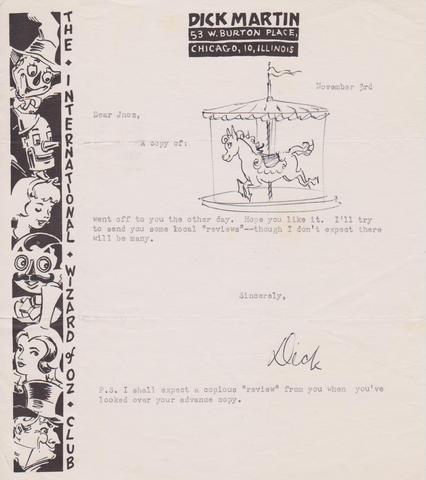 DICK MARTIN
53 W. BURTON PLACE,
CHICAGO, 10, ILLINOIS
THE • INTERNATIONAL • WIZARD of OZ • CLUB
November 3rd
Dear Jnom,
A copy of:
went off to you the other day. Hope you like it. I'll try
to send you some local "reviews"--though I don't expect there
will be many.
Sincerely,
Dick
P.S. I shall expect a copious "review" from you when you've
looked over your advance copy.